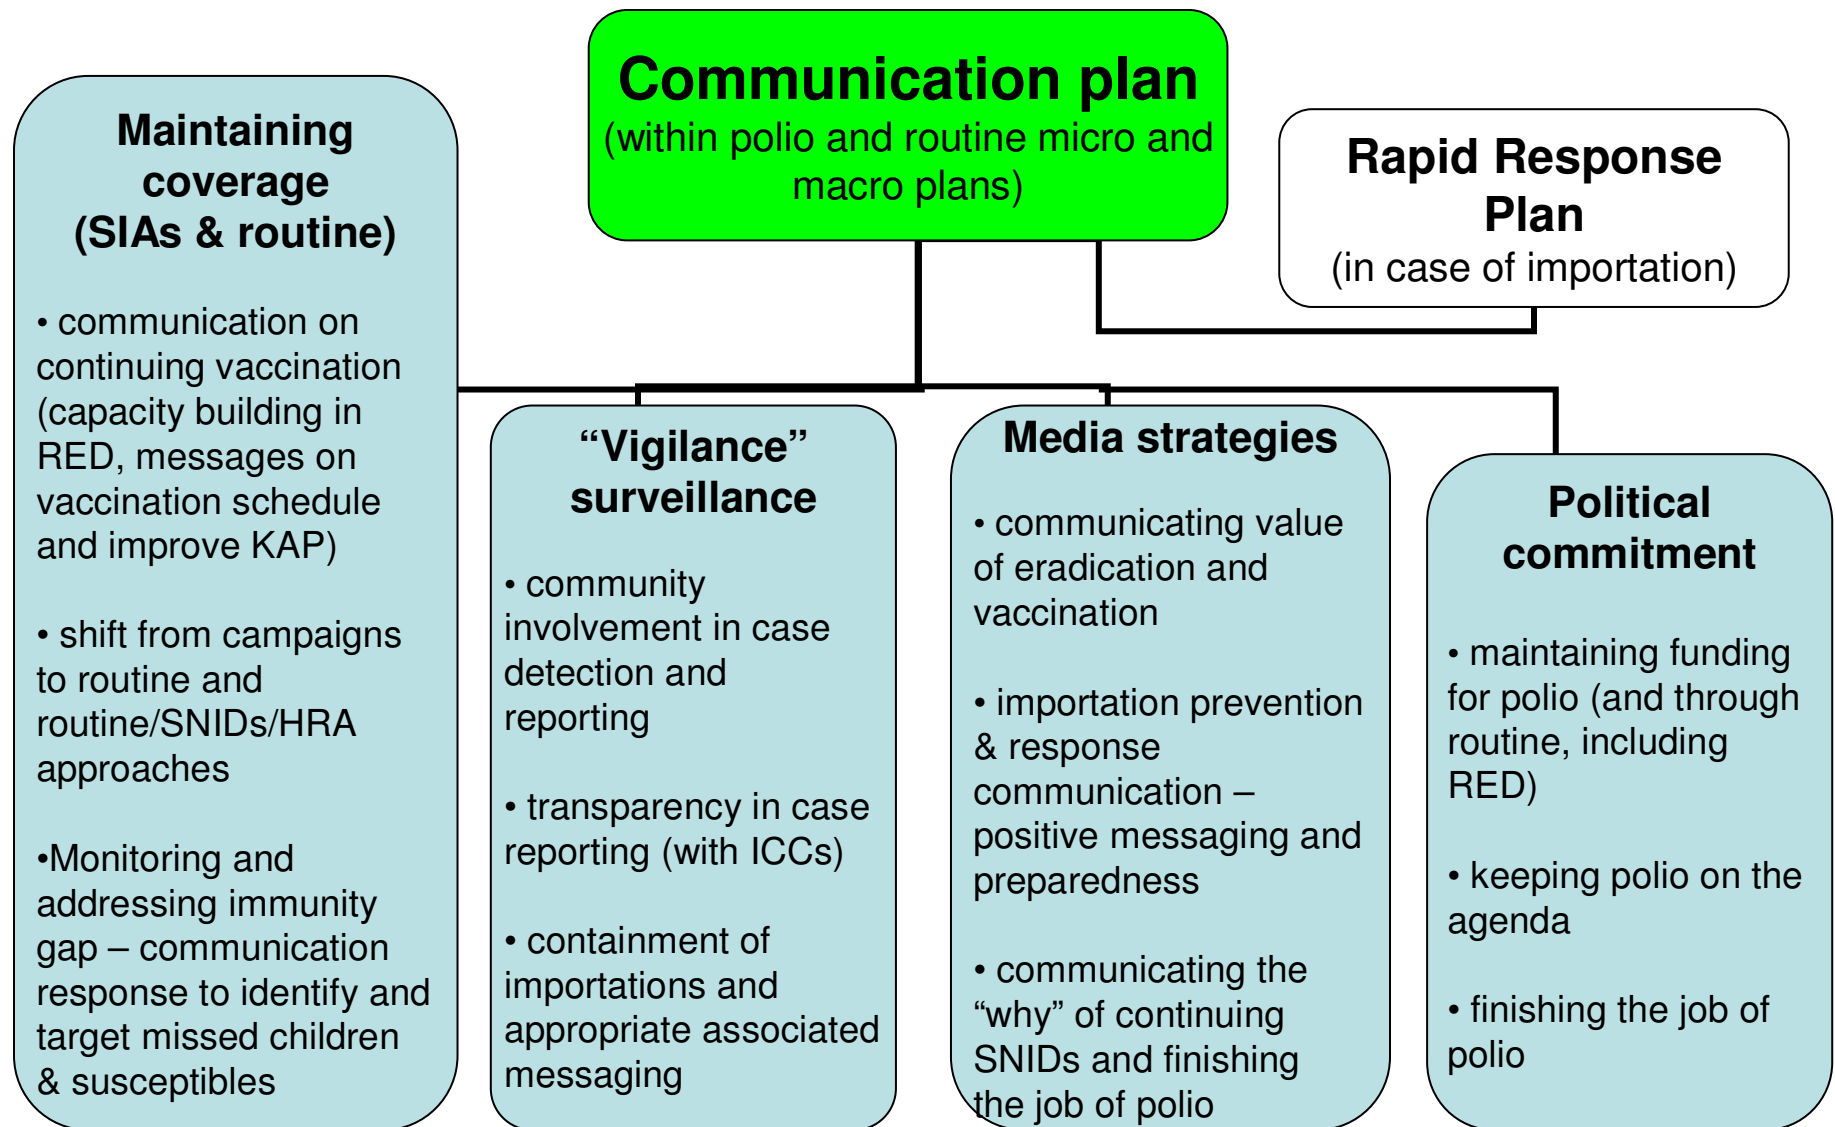 Communication plan
(within polio and routine micro and
macro plans)
Rapid Response
Plan
(in case of importation)
Maintaining
coverage
(SIAs & routine)
• communication on
continuing vaccination
(capacity building in
RED, messages on
vaccination schedule
and improve KAP)
• shift from campaigns
to routine and
routine/SNIDs/HRA
approaches
•Monitoring and
addressing immunity
gap – communication
response to identify and
target missed children
& susceptibles
“Vigilance”
surveillance
• community
involvement in case
detection and
reporting
• transparency in case
reporting (with ICCs)
• containment of
importations and
appropriate associated
messaging
Media strategies
• communicating value
of eradication and
vaccination
• importation prevention
& response
communication –
positive messaging and
preparedness
• communicating the
“why” of continuing
SNIDs and finishing
the job of polio
Political
commitment
• maintaining funding
for polio (and through
routine, including
RED)
• keeping polio on the
agenda
• finishing the job of
polio